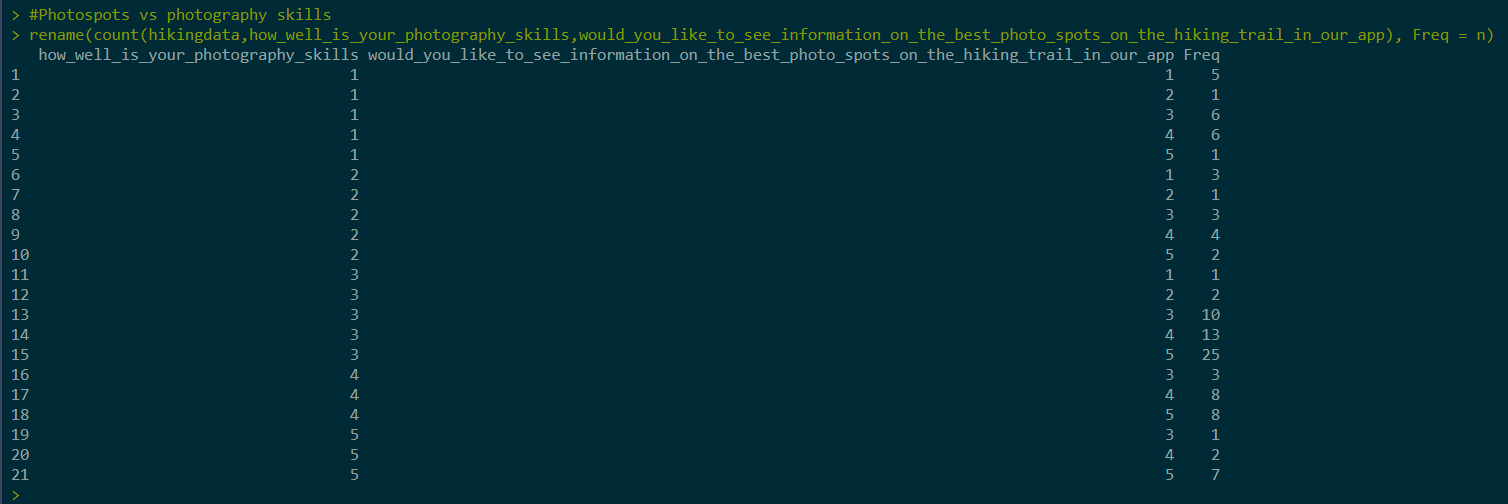 > #Photospots vs photography skills
> rename(count(hikingdata,how_well_is_your_photography_skills,would_you_like_to_see_information_on_the_best_photo_spots_on_the_hiking_trail_in_our_app), Freq = n)
how_well_is_your_photography_skills would_you_like_to_see_information_on_the_best_photo_spots_on_the_hiking_trail_in_our_app Freq
1 1 1 5
2 1 2 1
3 1 3 6
4 1 4 6
5 1 5 1
6 2 1 3
7 2 2 1
8 2 3 3
9 2 4 4
10 2 5 2
11 3 1 1
12 3 2 2
13 3 3 10
14 3 4 13
15 3 5 25
16 4 3 3
17 4 4 8
18 4 5 8
19 5 3 1
20 5 4 2
21 5 5 7
>